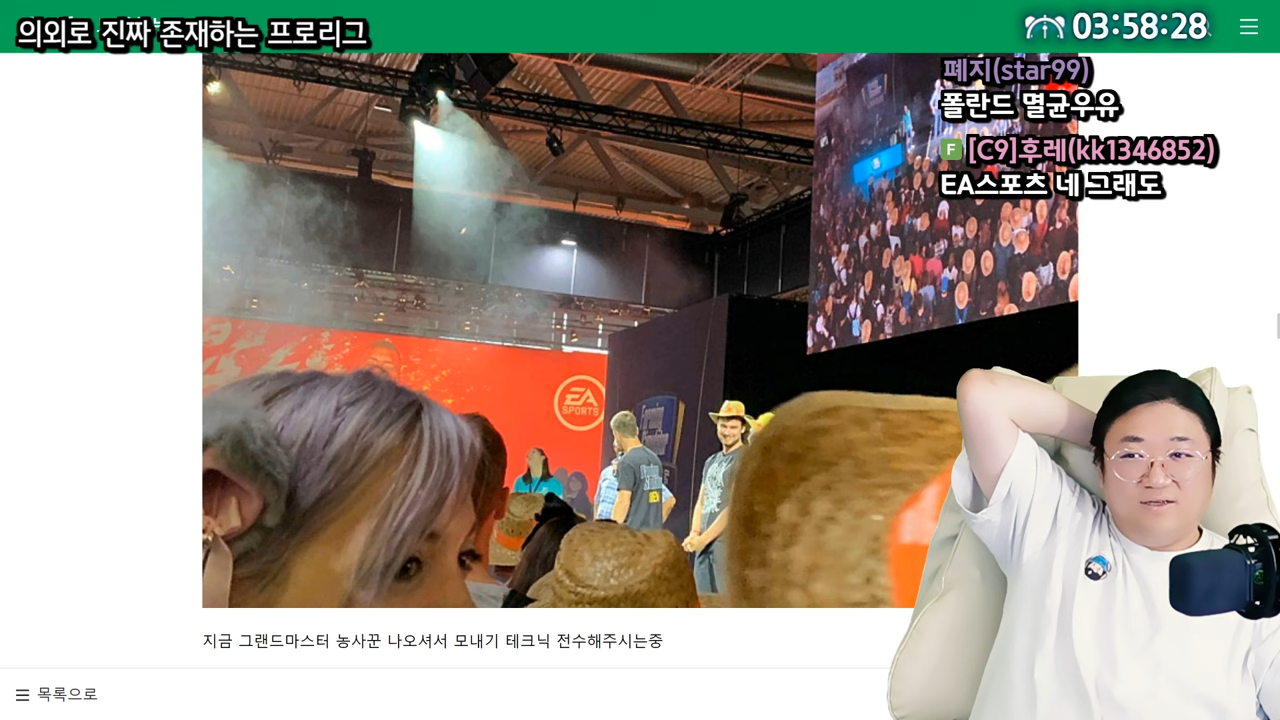 의외로 진짜 존재하는 프로리그
03:58:28
폐지(star99)
폴란드 멸균우유
F [C9]후레(kk1346852)
EA스포츠 네 그래도
EA
SPORTS
지금 그랜드마스터 농사꾼 나오셔서 모내기 테크닉 전수해주시는중
목록으로